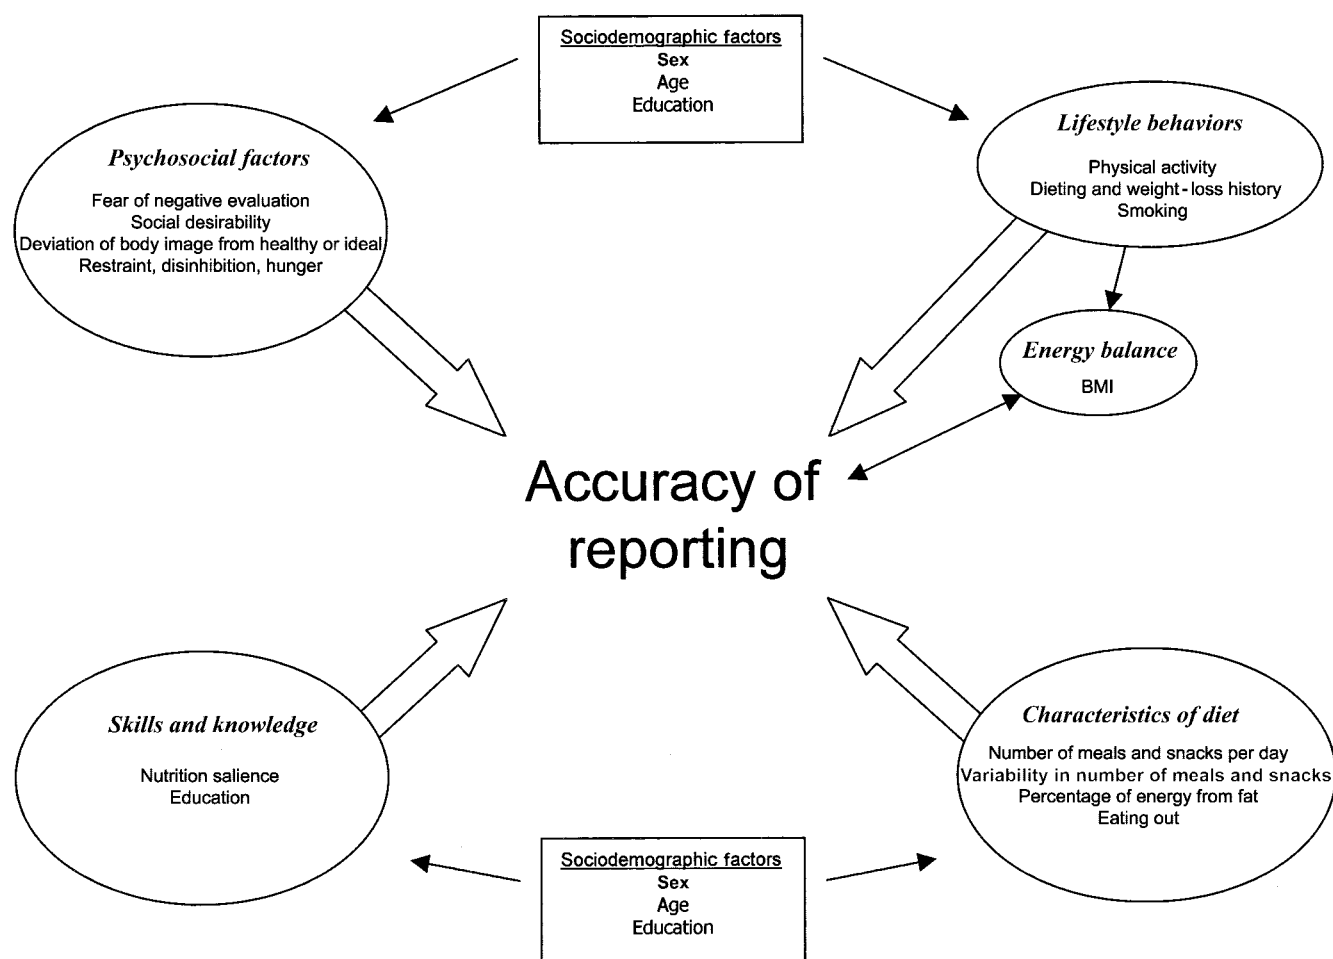 Sociodemographic factors
Sex
Age
Education
Psychosocial factors
Fear of negative evaluation
Social desirability
Deviation of body image from healthy or ideal
Restraint, disinhibition, hunger
Lifestyle behaviors
Physical activity
Dieting and weight-loss history
Smoking
Energy balance
BMI
Accuracy of
reporting
Skills and knowledge
Nutrition salience
Education
Characteristics of diet
Number of meals and snacks per day
Variability in number of meals and snacks
Percentage of energy from fat
Eating out
Sociodemographic factors
Sex
Age
Education